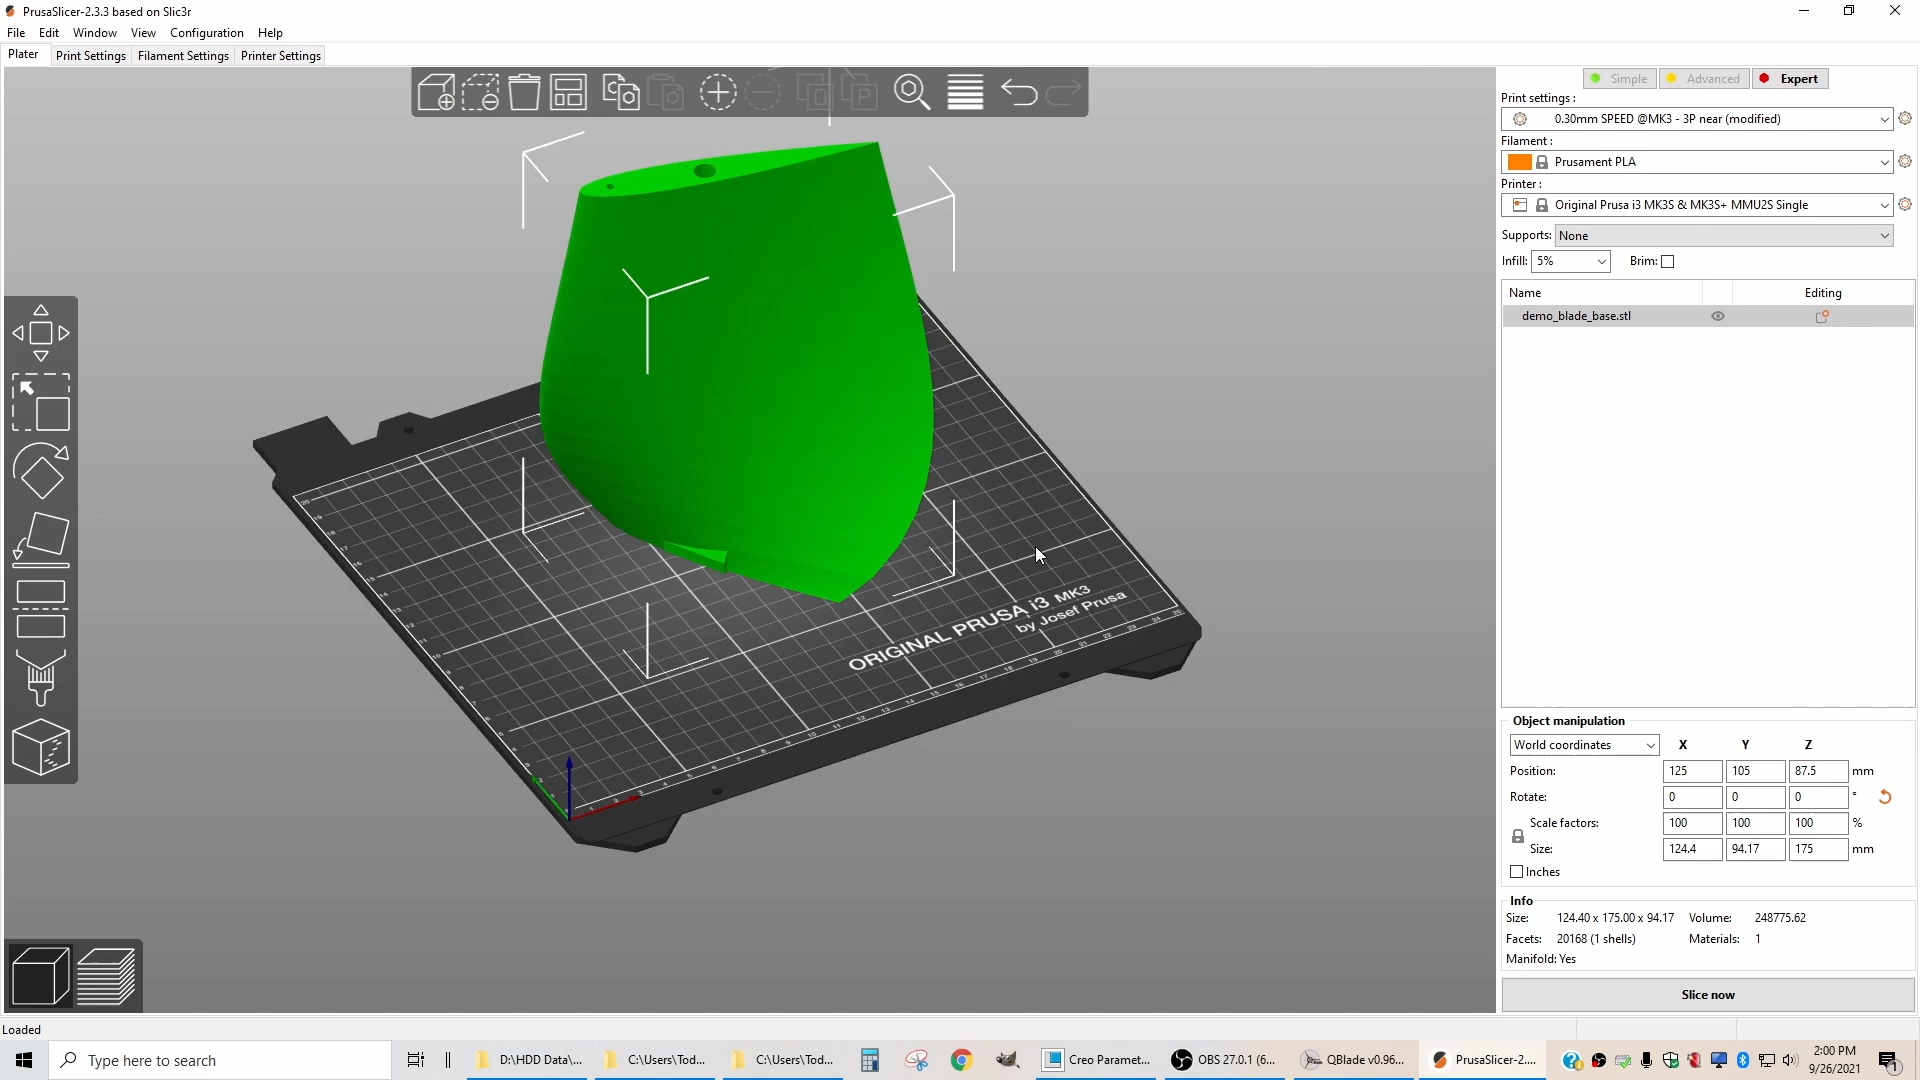 PrusaSlicer-2.3.3 based on Slic3r
File Edit Window View Configuration Help
Plater Print Settings Filament Settings Printer Settings
Simple Advanced Expert
Print settings :
0.30mm SPEED @MK3 - 3P near (modified)
Filament :
Prusament PLA
Printer :
Original Prusa i3 MK3S & MK3S+ MMU2S Single
Supports: None
Infill: 5% Brim:
Name Editing
demo_blade_base.stl
ORIGINAL PRUSA i3 MK3
by Josef Prusa
Object manipulation
World coordinates X Y Z
Position: 125 105 87.5 mm
Rotate: 0 0 0 °
Scale factors: 100 100 100 %
Size: 124.4 94.17 175 mm
Inches
Info
Size: 124.40 x 175.00 x 94.17 Volume: 248775.62
Facets: 20168 (1 shells) Materials: 1
Manifold: Yes
Slice now
Loaded
Type here to search
D:\HDD Data\...
C:\Users\Tod...
C:\Users\Tod...
Creo Paramet...
OBS 27.0.1 (6...
QBlade v0.96...
PrusaSlicer-2....
2:00 PM
9/26/2021
1